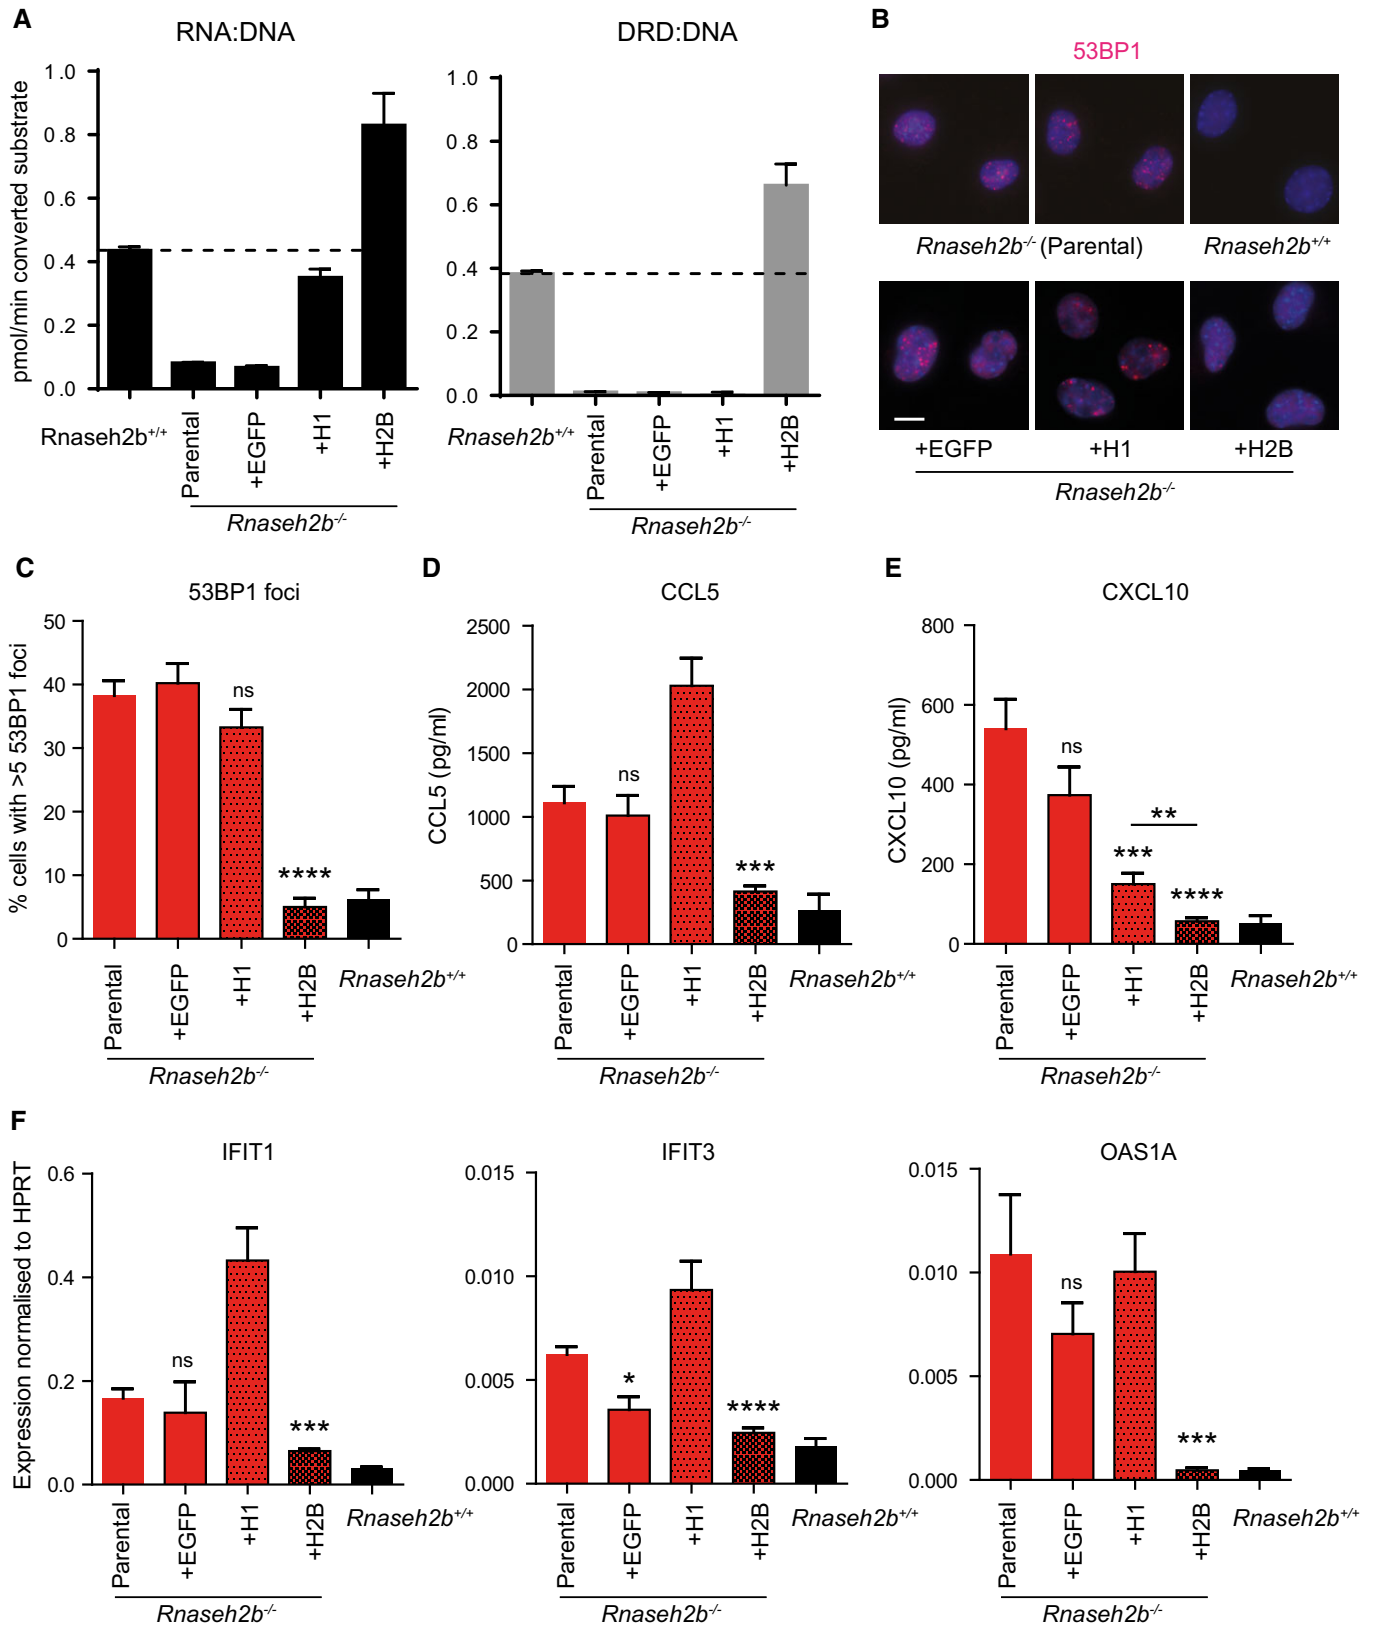 A
RNA:DNA
pmol/min converted substrate
1.0
0.8
0.6
0.4
0.2
0.0
Rnaseh2b+/+
Parental
+EGFP
+H1
+H2B
Rnaseh2b-/-
DRD:DNA
1.0
0.8
0.6
0.4
0.2
0.0
Rnaseh2b+/+
Parental
+EGFP
+H1
+H2B
Rnaseh2b-/-
B
53BP1
Rnaseh2b-/- (Parental)
Rnaseh2b+/+
+EGFP
+H1
+H2B
Rnaseh2b-/-
C
53BP1 foci
% cells with >5 53BP1 foci
50
40
30
20
10
0
ns
****
Parental
+EGFP
+H1
+H2B
Rnaseh2b+/+
Rnaseh2b-/-
D
CCL5
CCL5 (pg/ml)
2500
2000
1500
1000
500
0
ns
***
Parental
+EGFP
+H1
+H2B
Rnaseh2b+/+
Rnaseh2b-/-
E
CXCL10
CXCL10 (pg/ml)
800
600
400
200
0
ns
***
**
****
Parental
+EGFP
+H1
+H2B
Rnaseh2b+/+
Rnaseh2b-/-
F
IFIT1
Expression normalised to HPRT
0.6
0.4
0.2
0.0
ns
***
Parental
+EGFP
+H1
+H2B
Rnaseh2b+/+
Rnaseh2b-/-
IFIT3
0.015
0.010
0.005
0.000
*
****
Parental
+EGFP
+H1
+H2B
Rnaseh2b+/+
Rnaseh2b-/-
OAS1A
0.015
0.010
0.005
0.000
ns
***
Parental
+EGFP
+H1
+H2B
Rnaseh2b+/+
Rnaseh2b-/-